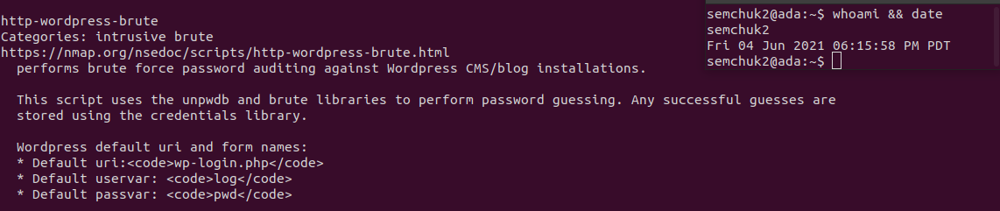 http-wordpress-brute
Categories: intrusive brute
https://nmap.org/nsedoc/scripts/http-wordpress-brute.html
performs brute force password auditing against Wordpress CMS/blog installations.
This script uses the unpwdb and brute libraries to perform password guessing. Any successful guesses are
stored using the credentials library.
Wordpress default uri and form names:
* Default uri:<code>wp-login.php</code>
* Default uservar: <code>log</code>
* Default passvar: <code>pwd</code>
semchuk2@ada:~$ whoami && date
semchuk2
Fri 04 Jun 2021 06:15:58 PM PDT
semchuk2@ada:~$